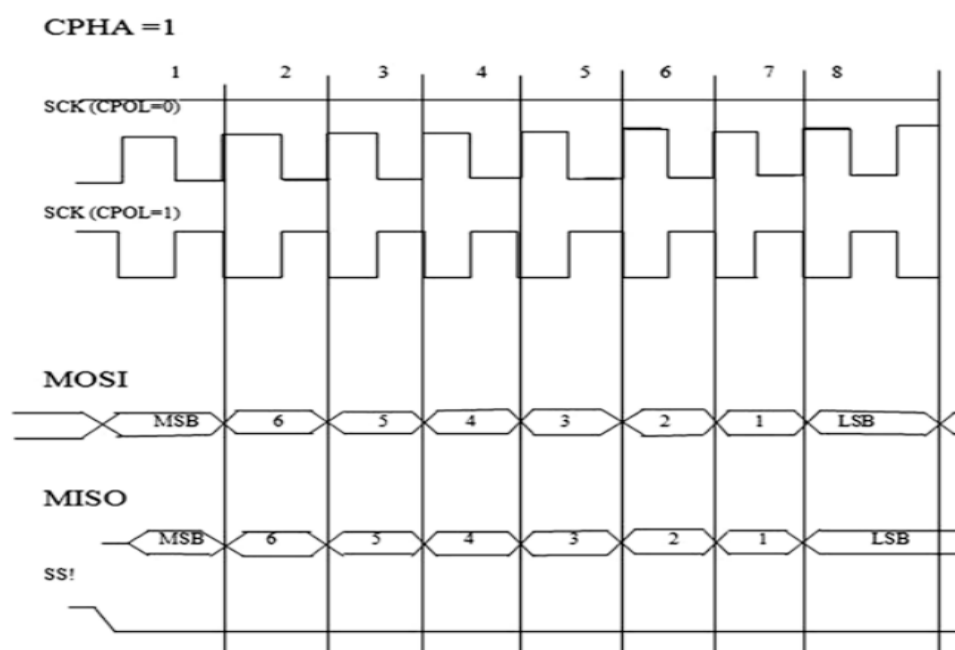 CPHA =1
1 2 3 4 5 6 7 8
SCK (CPOL=0)
SCK (CPOL=1)
MOSI
MSB 6 5 4 3 2 1 LSB
MISO
MSB 6 5 4 3 2 1 LSB
SS!